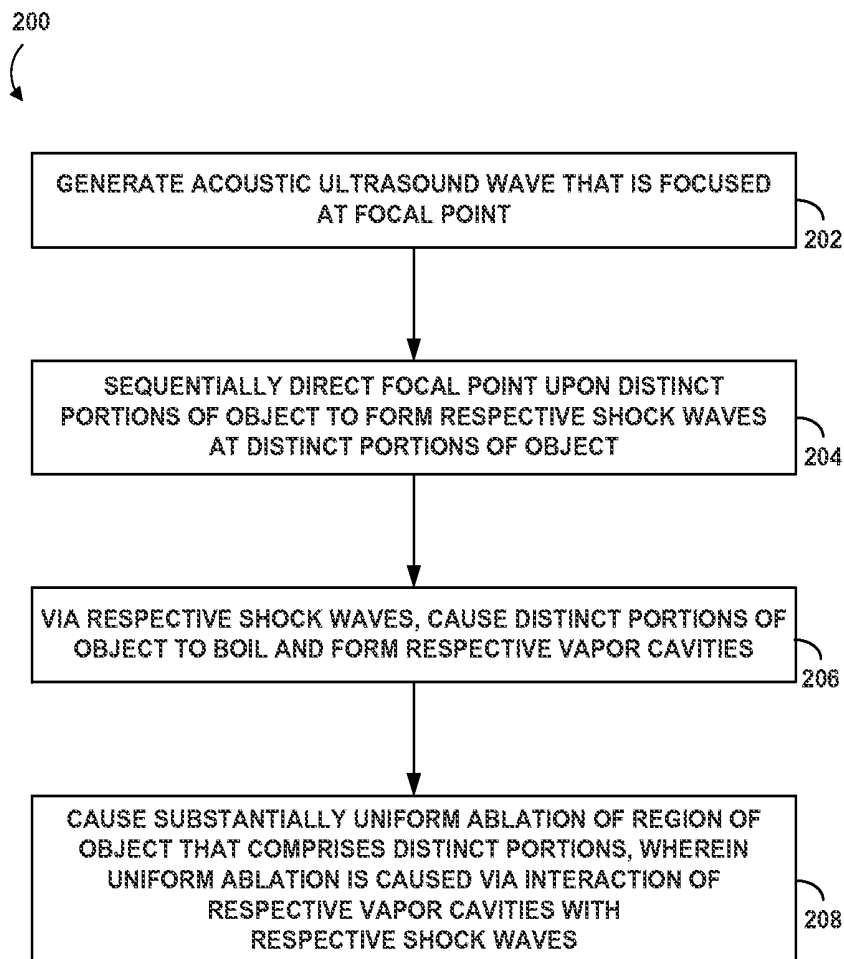 200
GENERATE ACOUSTIC ULTRASOUND WAVE THAT IS FOCUSED
AT FOCAL POINT
202
SEQUENTIALLY DIRECT FOCAL POINT UPON DISTINCT
PORTIONS OF OBJECT TO FORM RESPECTIVE SHOCK WAVES
AT DISTINCT PORTIONS OF OBJECT
204
VIA RESPECTIVE SHOCK WAVES, CAUSE DISTINCT PORTIONS OF
OBJECT TO BOIL AND FORM RESPECTIVE VAPOR CAVITIES
206
CAUSE SUBSTANTIALLY UNIFORM ABLATION OF REGION OF
OBJECT THAT COMPRISES DISTINCT PORTIONS, WHEREIN
UNIFORM ABLATION IS CAUSED VIA INTERACTION OF
RESPECTIVE VAPOR CAVITIES WITH
RESPECTIVE SHOCK WAVES
208